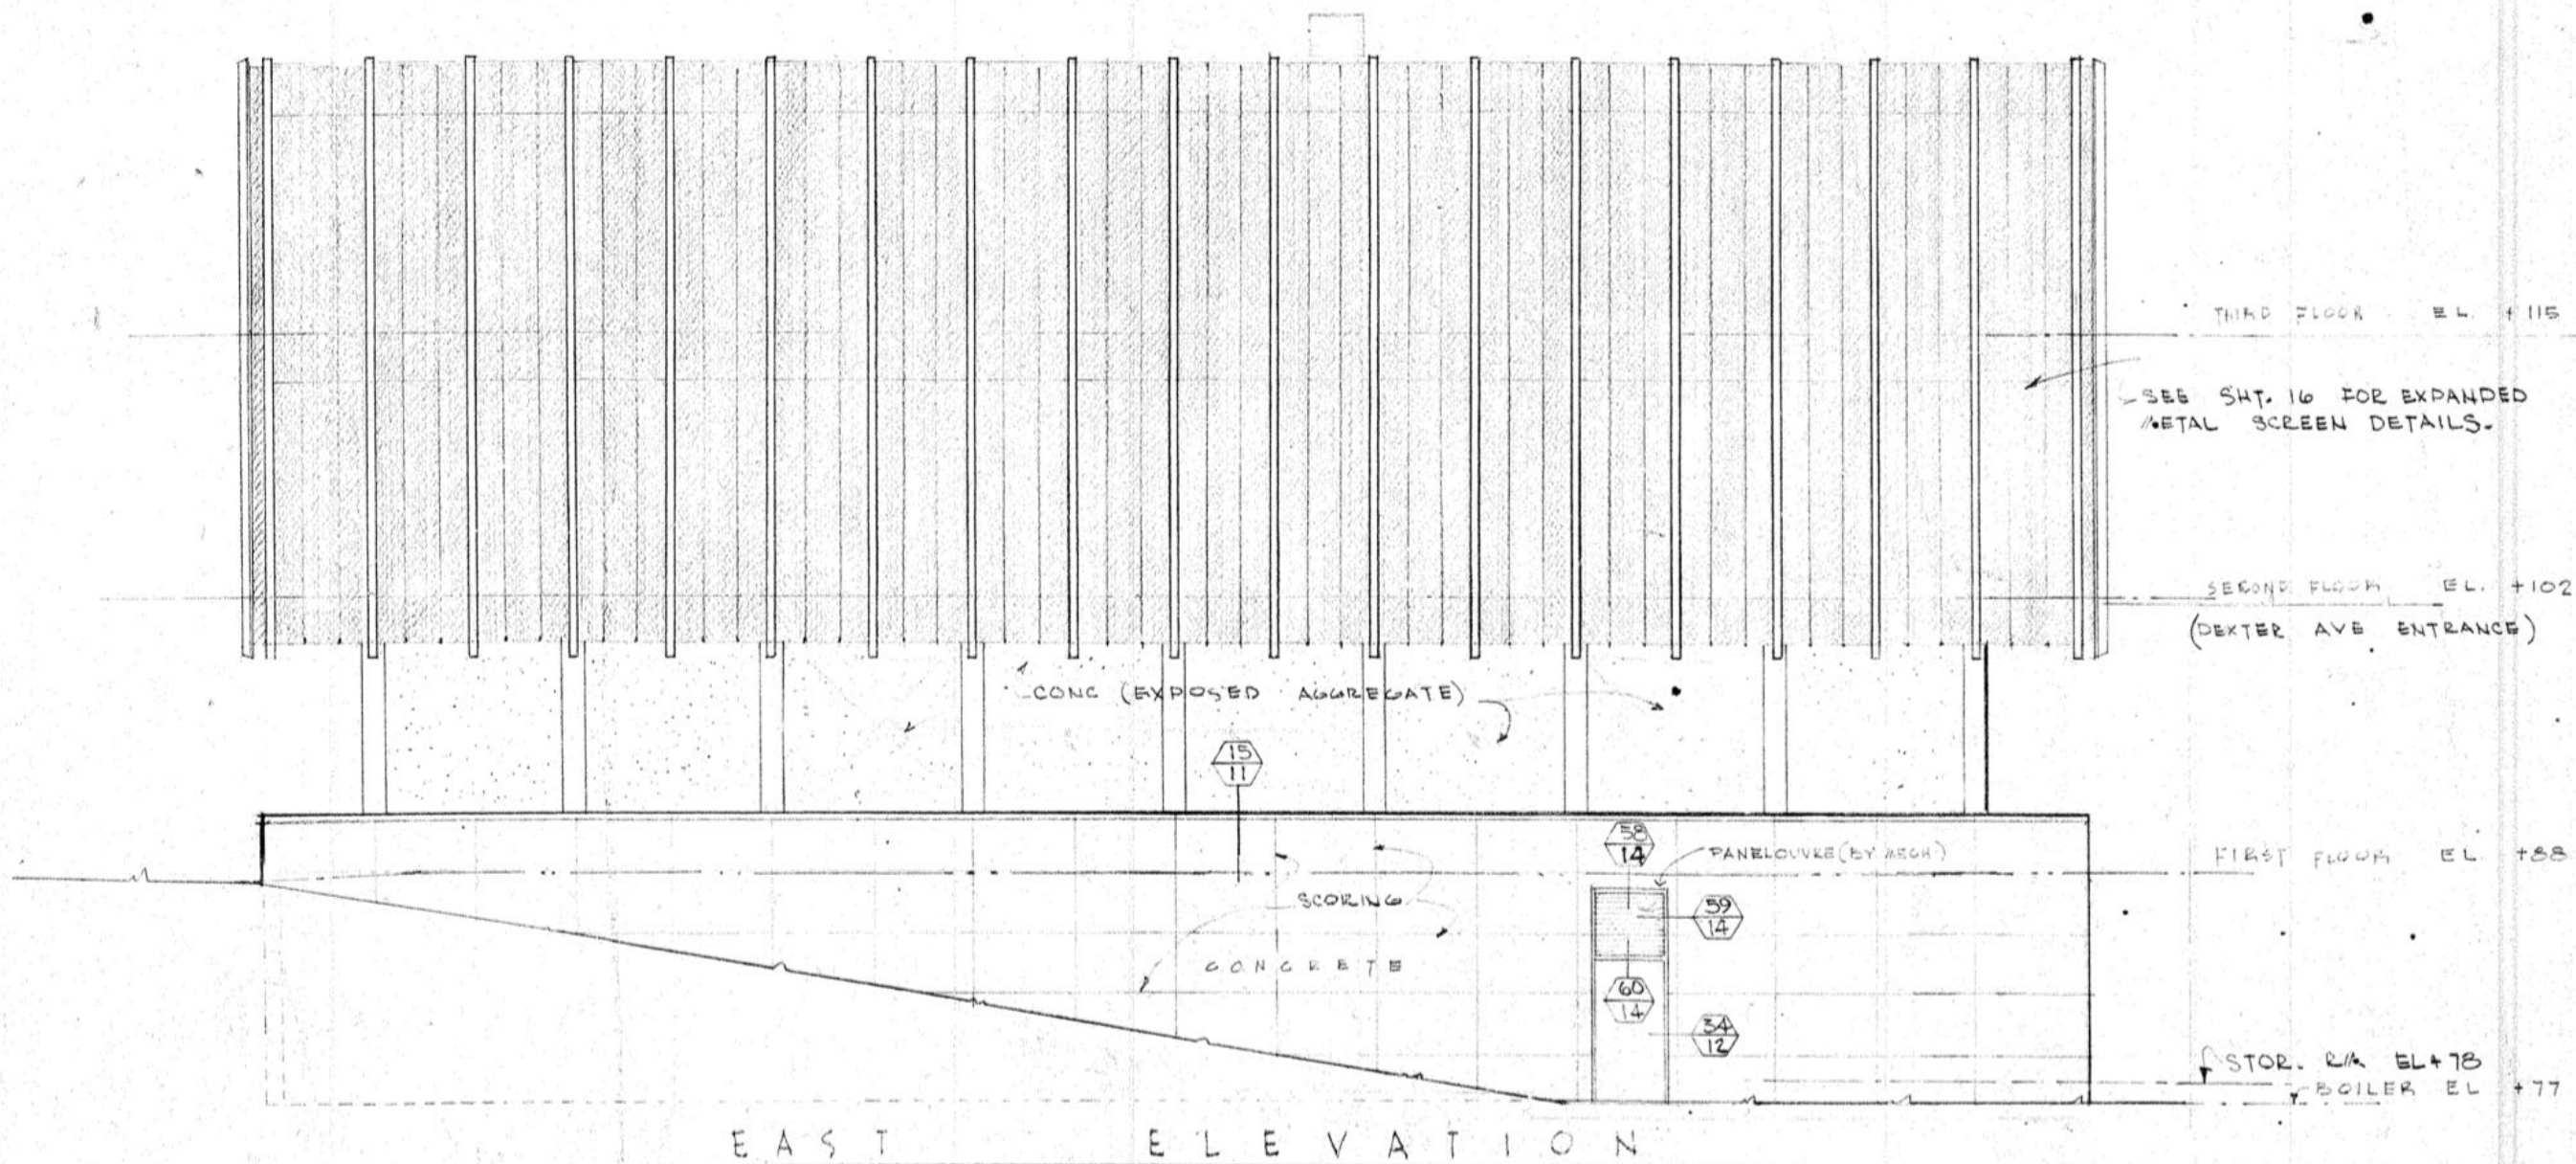 THIRD FLOOR EL. +115
SEE SHT. 16 FOR EXPANDED
METAL SCREEN DETAILS.
SECOND FLOOR EL. +102
(DEXTER AVE ENTRANCE)
CONC (EXPOSED AGGREGATE)
15
11
58
14
PANELOUVRE (BY MECH)
FIRST FLOOR EL. +88
SCORING
59
14
CONCRETE
60
14
34
12
STOR. RM. EL +78
BOILER EL +77
EAST ELEVATION